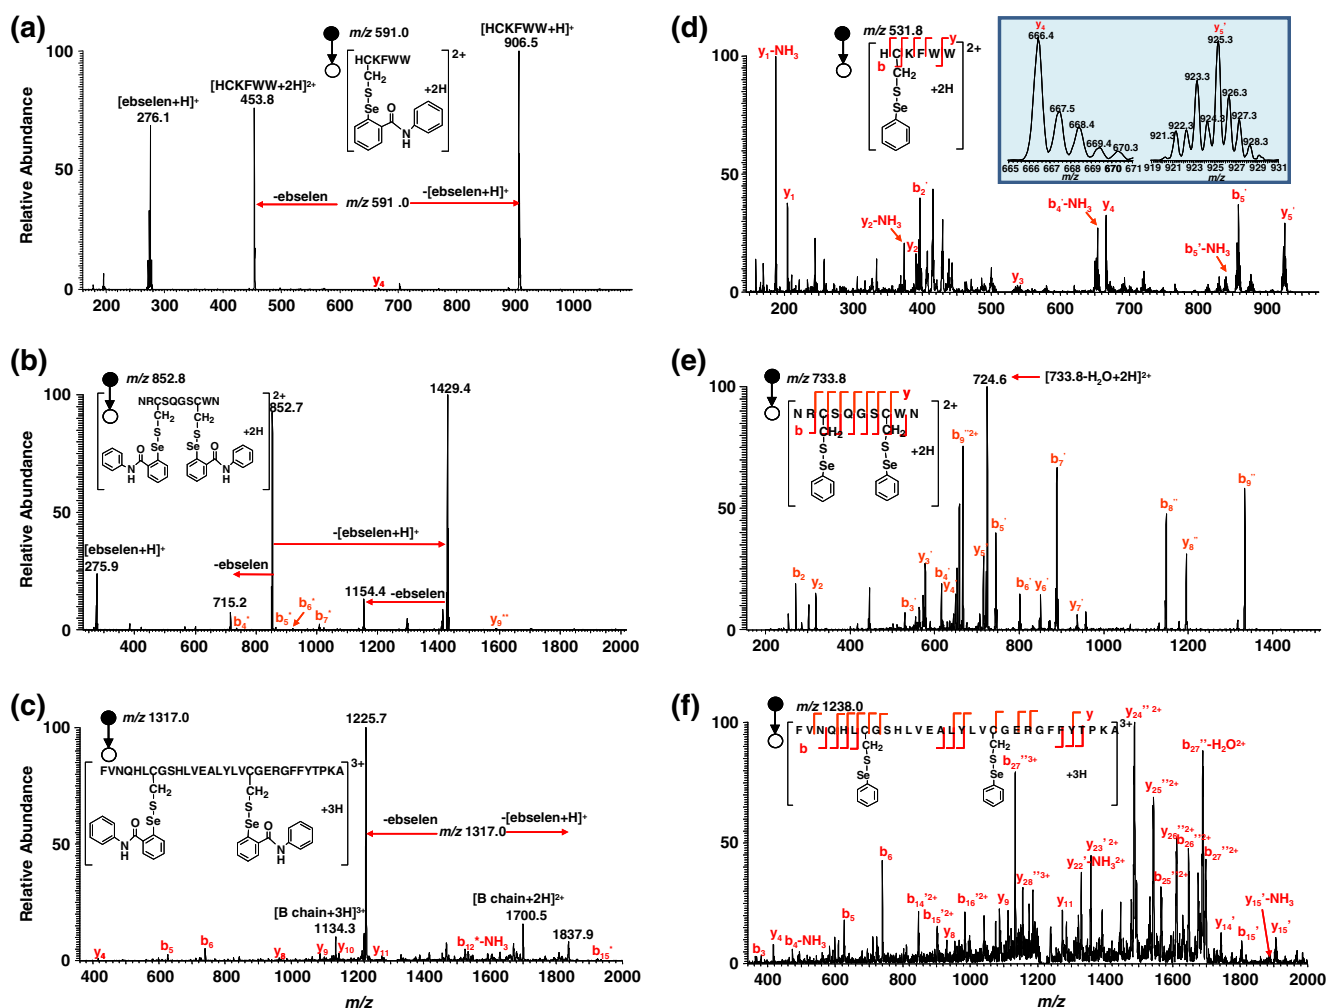 (a)
Relative Abundance
100
50
0
m/z 591.0
HCKFWW
CH2
S
Se
O
N
H
2+
+2H
[HCKFWW+H]+
906.5
[HCKFWW+2H]2+
453.8
[ebselen+H]+
276.1
-ebselen
m/z 591 .0
-[ebselen+H]+
y4
200 400 600 800 1000
(b)
Relative Abundance
100
50
0
m/z 852.8
NRCSQGSCWN
CH2 CH2
S S
Se Se
O O
NH N
H
2+
+2H
852.7
1429.4
-[ebselen+H]+
[ebselen+H]+
275.9
-ebselen
715.2
1154.4
-ebselen
b4* b5* b6* b7* y9**
400 600 800 1000 1200 1400 1600 1800 2000
(c)
Relative Abundance
100
50
0
m/z 1317.0
FVNQHLCGSHLVEALYLVCGERGFFYTPKA
CH2 CH2
S S
Se Se
O O
N N
H H
3+
+3H
1225.7
-ebselen
m/z 1317.0
-[ebselen+H]+
[B chain+3H]3+
1134.3
[B chain+2H]2+
1700.5
1837.9
y4 b5 b6 y8 y9 y10 y11 b12*-NH3 b15*
400 600 800 1000 1200 1400 1600 1800 2000
m/z
(d)
100
50
0
m/z 531.8
H C K F W W
y
b
CH2
S
Se
2+
+2H
y4
666.4
667.5
668.4
669.4
670.3
665 666 667 668 669 670 671
m/z
y5'
925.3
923.3
926.3
921.3 922.3 924.3 927.3
928.3
919 921 923 925 927 929 931
m/z
y1-NH3
y1
y2-NH3
b2'
y2
y3
b4'-NH3
y4
b5'-NH3
b5'
y5'
200 300 400 500 600 700 800 900
(e)
100
50
0
m/z 733.8
N R C S Q G S C W N
y
b
CH2 CH2
S S
Se Se
2+
+2H
724.6
[733.8-H2O+2H]2+
b2 y2 b3' y3' b4' y4' b9''2+ y5' b5' b6' y6' b7' y7' b8'' y8'' b9''
200 400 600 800 1000 1200 1400
(f)
100
50
0
m/z 1238.0
F V N Q H L C G S H L V E A L Y L V C G E R G F F Y T P K A
y
b
CH2 CH2
S S
Se Se
3+
+3H
b3 y4 b4-NH3 b5 b6 b14'2+ b15'2+ y8 b16'2+ y9 b27''3+ y28''3+ y11 y22'-NH32+ y23'2+ y24''2+ y25''2+ b25''2+ y26''2+ b26''2+ b27''-H2O2+ b27''2+ y14' b15' y15'-NH3 y15'
400 600 800 1000 1200 1400 1600 1800 2000
m/z